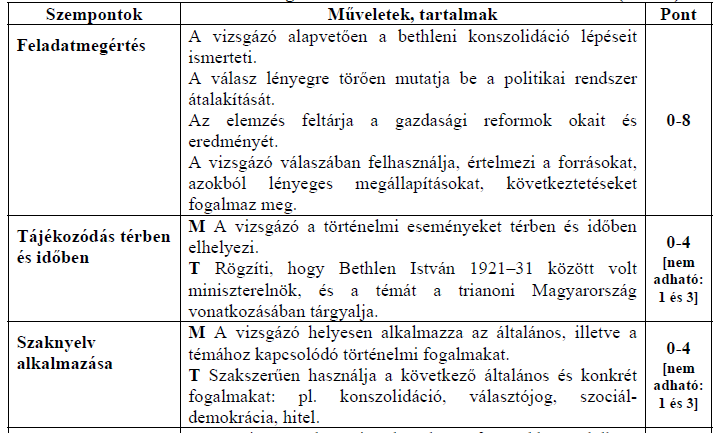 Szempontok Műveletek, tartalmak Pont
Feladatmegértés
A vizsgázó alapvetően a bethleni konszolidáció lépéseit
ismerteti.
A válasz lényegre törően mutatja be a politikai rendszer
átalakítását.
Az elemzés feltárja a gazdasági reformok okait és
eredményét.
A vizsgázó válaszában felhasználja, értelmezi a forrásokat,
azokból lényeges megállapításokat, következtetéseket
fogalmaz meg.
0-8
Tájékozódás térben
és időben
M A vizsgázó a történelmi eseményeket térben és időben
elhelyezi.
T Rögzíti, hogy Bethlen István 1921–31 között volt
miniszterelnök, és a témát a trianoni Magyarország
vonatkozásában tárgyalja.
0-4
[nem
adható:
1 és 3]
Szaknyelv
alkalmazása
M A vizsgázó helyesen alkalmazza az általános, illetve a
témához kapcsolódó történelmi fogalmakat.
T Szakszerűen használja a következő általános és konkrét
fogalmakat: pl. konszolidáció, választójog, szociál-
demokrácia, hitel.
0-4
[nem
adható:
1 és 3]